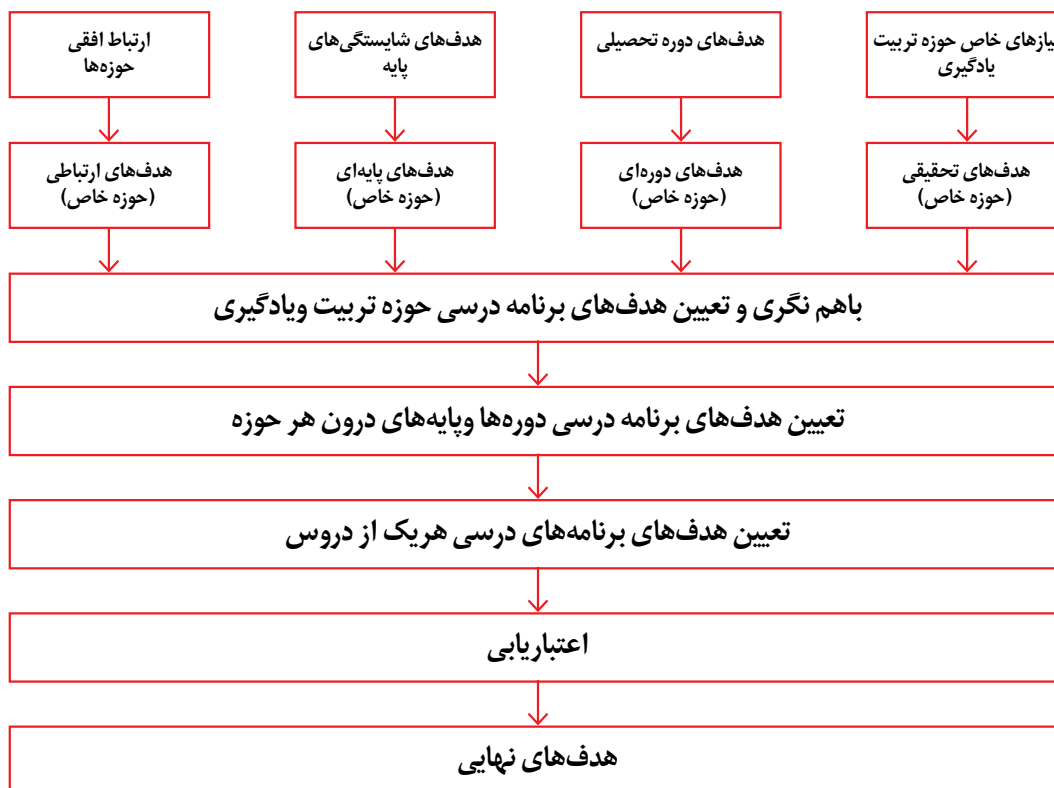 نیازهای خاص حوزه تربیت
یادگیری
هدف‌های دوره تحصیلی
هدف‌های شایستگی‌های
پایه
ارتباط افقی
حوزه‌ها
هدف‌های تحقیقی
(حوزه خاص)
هدف‌های دوره‌ای
(حوزه خاص)
هدف‌های پایه‌ای
(حوزه خاص)
هدف‌های ارتباطی
(حوزه خاص)
باهم نگری و تعیین هدف‌های برنامه درسی حوزه تربیت ویادگیری
تعیین هدف‌های برنامه درسی دوره‌ها وپایه‌های درون هر حوزه
تعیین هدف‌های برنامه‌های درسی هریک از دروس
اعتباریابی
هدف‌های نهایی